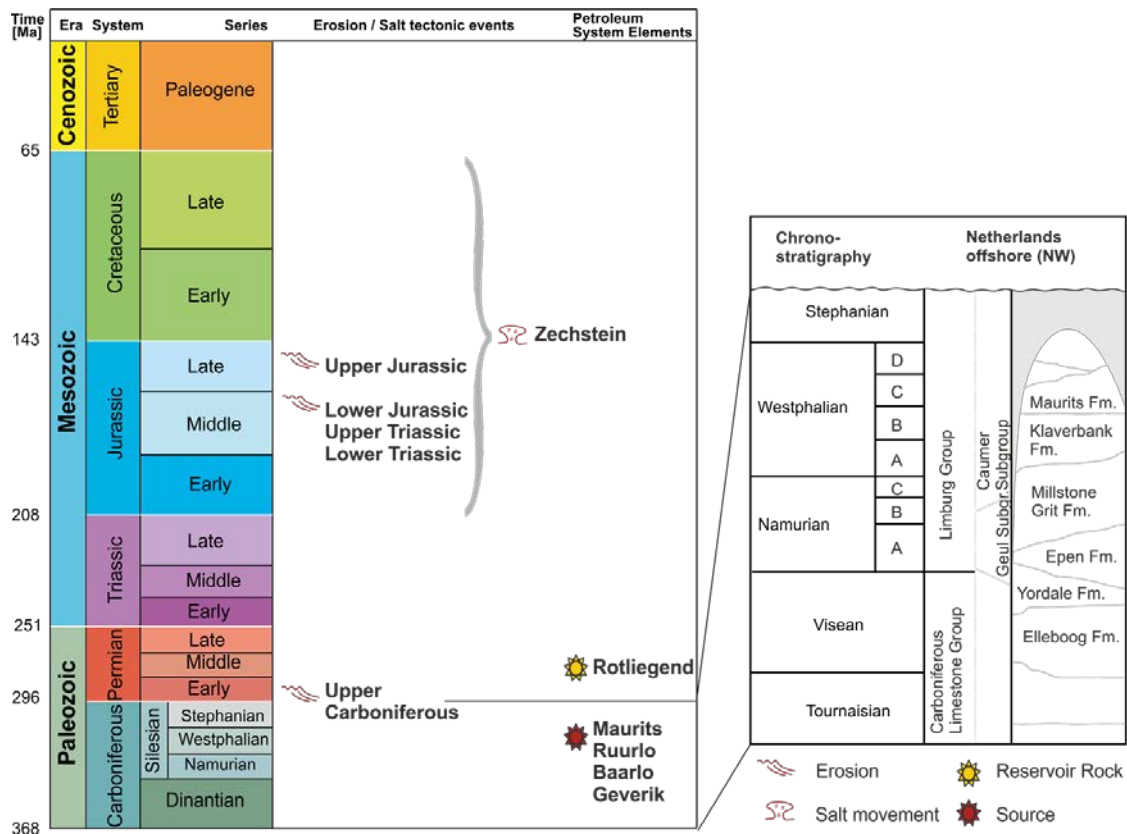 Time [Ma]
Era
System
Series
Erosion / Salt tectonic events
Petroleum
System Elements
Cenozoic
Tertiary
Paleogene
65
Mesozoic
Cretaceous
Late
Early
143
Jurassic
Late
Middle
Early
208
Triassic
Late
Middle
Early
251
Paleozoic
Permian
Late
Middle
Early
296
Carboniferous
Silesian
Stephanian
Westphalian
Namurian
Dinantian
368
Zechstein
Upper Jurassic
Lower Jurassic
Upper Triassic
Lower Triassic
Upper
Carboniferous
Rotliegend
Maurits
Ruurlo
Baarlo
Geverik
Chrono-
stratigraphy
Netherlands
offshore (NW)
Stephanian
Westphalian
D
C
B
A
Namurian
C
B
A
Visean
Tournaisian
Limburg Group
Carboniferous
Limestone Group
Caumer
Subgroup
Geul Subgr.
Maurits Fm.
Klaverbank
Fm.
Millstone
Grit Fm.
Epen Fm.
Yordale Fm.
Elleboog Fm.
Erosion
Reservoir Rock
Salt movement
Source